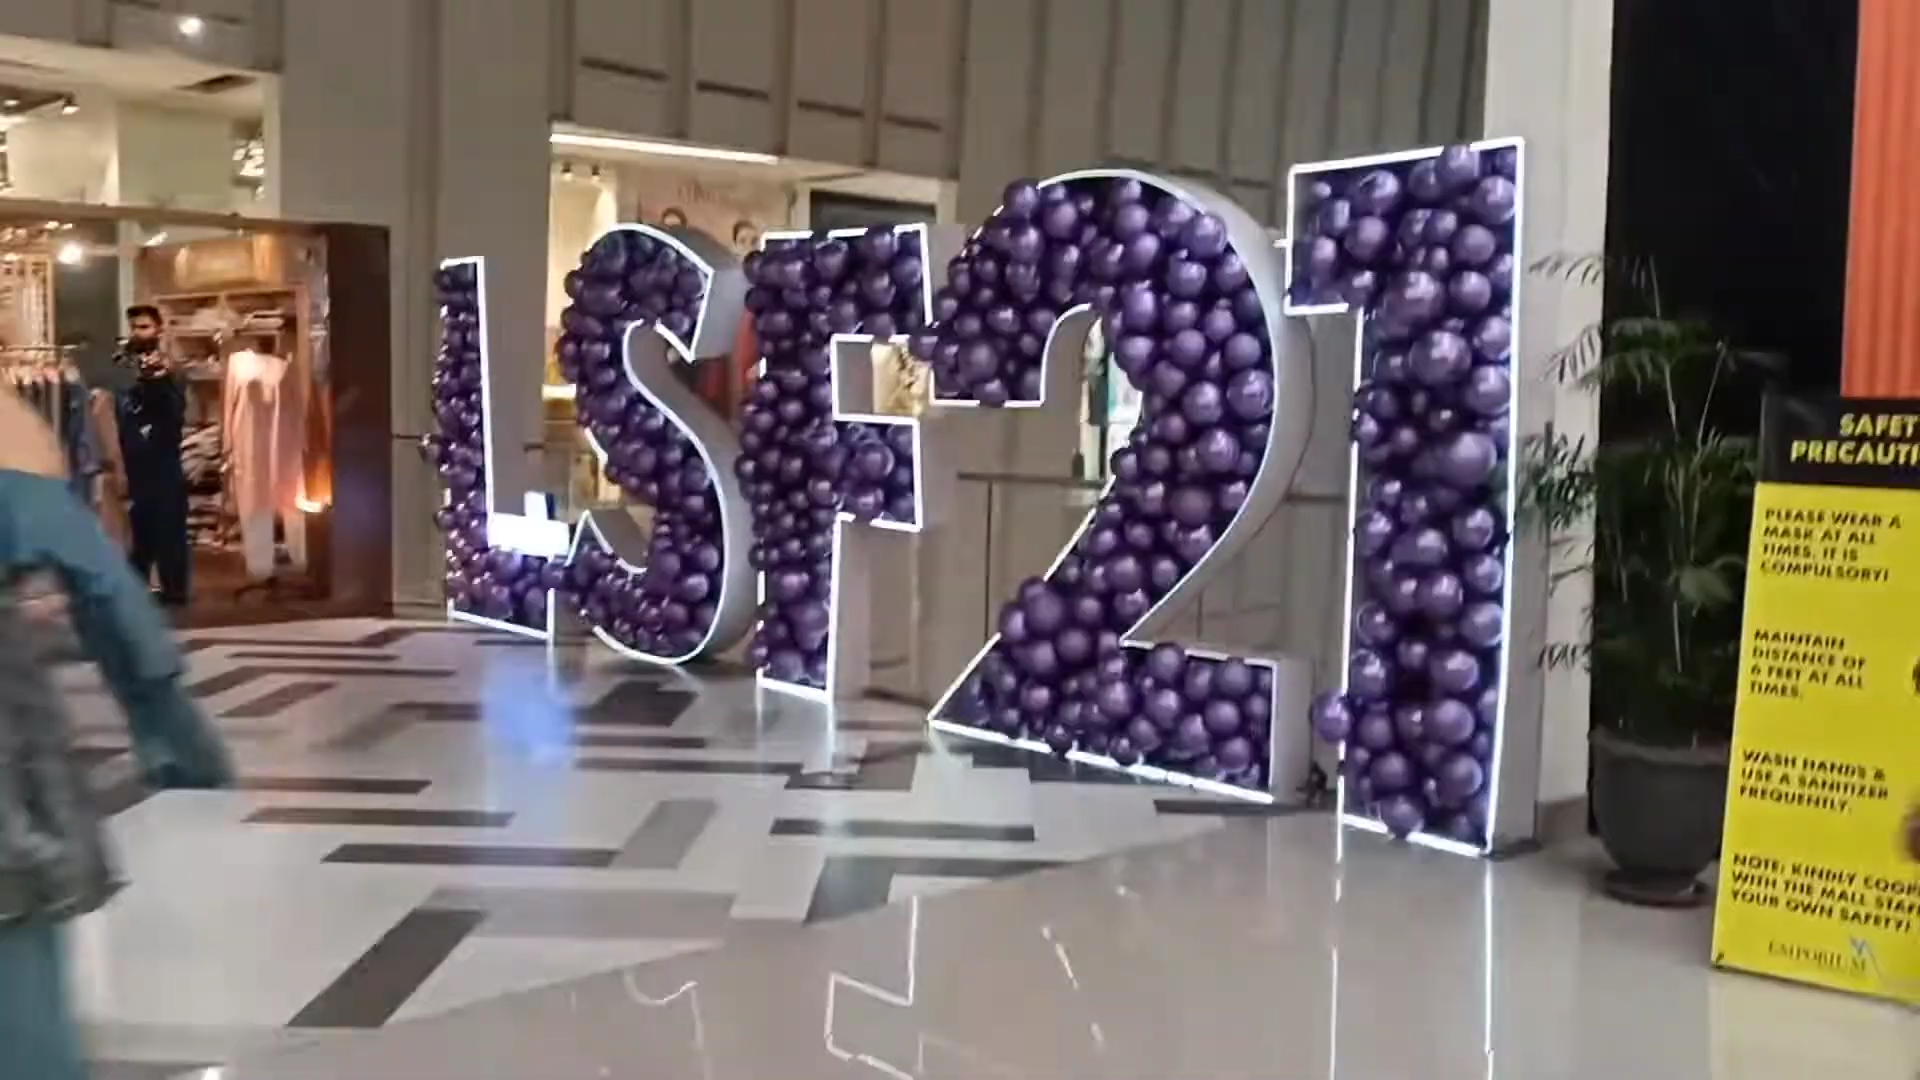 LSF21
SAFET
PRECAUTI
PLEASE WEAR A
MASK AT ALL
TIMES. IT IS
COMPULSORY!
MAINTAIN
DISTANCE OF
6 FEET AT ALL
TIMES.
WASH HANDS &
USE A SANITIZER
FREQUENTLY.
NOTE: KINDLY COOP
WITH THE MALL STAF
YOUR OWN SAFETY!
EMPORIUM